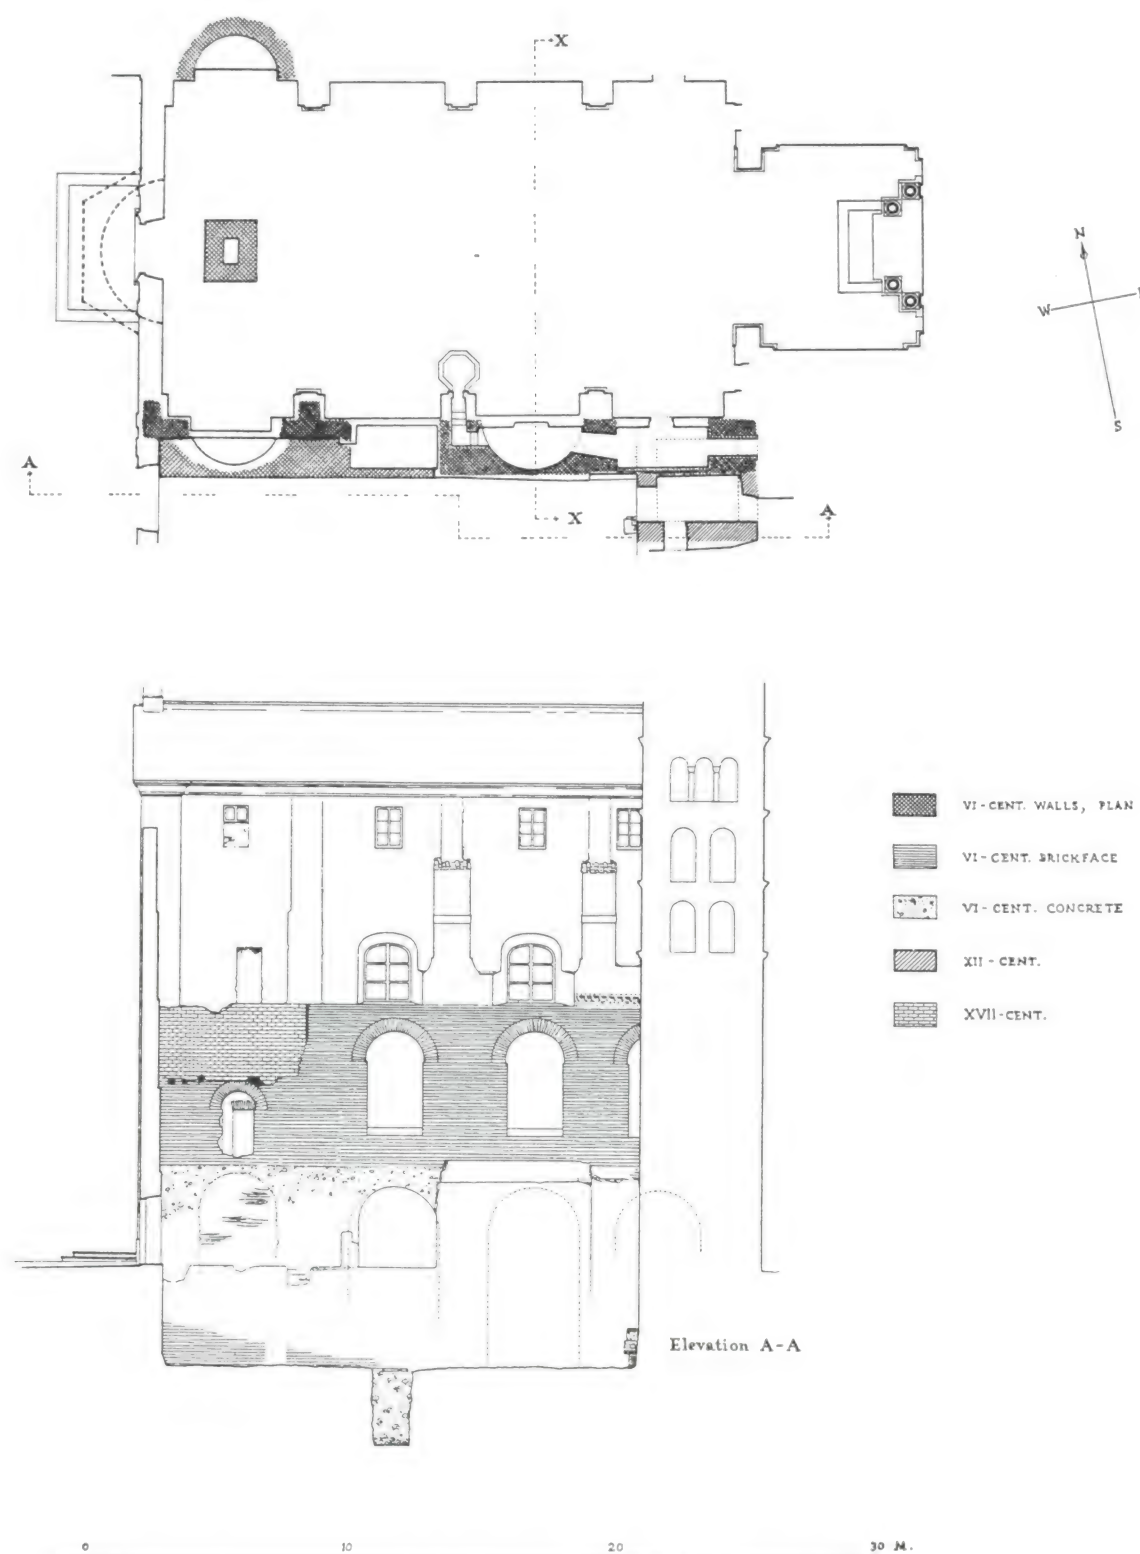 X
N
W
E
S
A
X
A
VI-CENT. WALLS, PLAN
VI-CENT. BRICKFACE
VI-CENT. CONCRETE
XII-CENT.
XVII-CENT.
Elevation A-A
0 10 20 30 M.